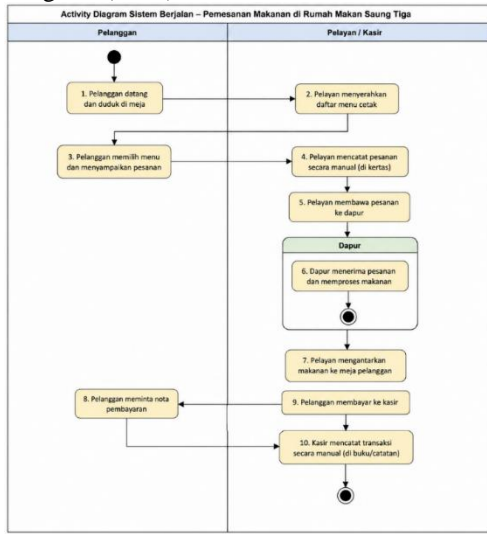 Activity Diagram Sistem Berjalan – Pemesanan Makanan di Rumah Makan Saung Tiga
Pelanggan
Pelayan / Kasir
1. Pelanggan datang
dan duduk di meja
2. Pelayan menyerahkan
daftar menu cetak
3. Pelanggan memilih menu
dan menyampaikan pesanan
4. Pelayan mencatat pesanan
secara manual (di kertas)
5. Pelayan membawa pesanan
ke dapur
Dapur
6. Dapur menerima pesanan
dan memproses makanan
7. Pelayan mengantarkan
makanan ke meja pelanggan
8. Pelanggan meminta nota
pembayaran
9. Pelanggan membayar ke kasir
10. Kasir mencatat transaksi
secara manual (di buku/catatan)